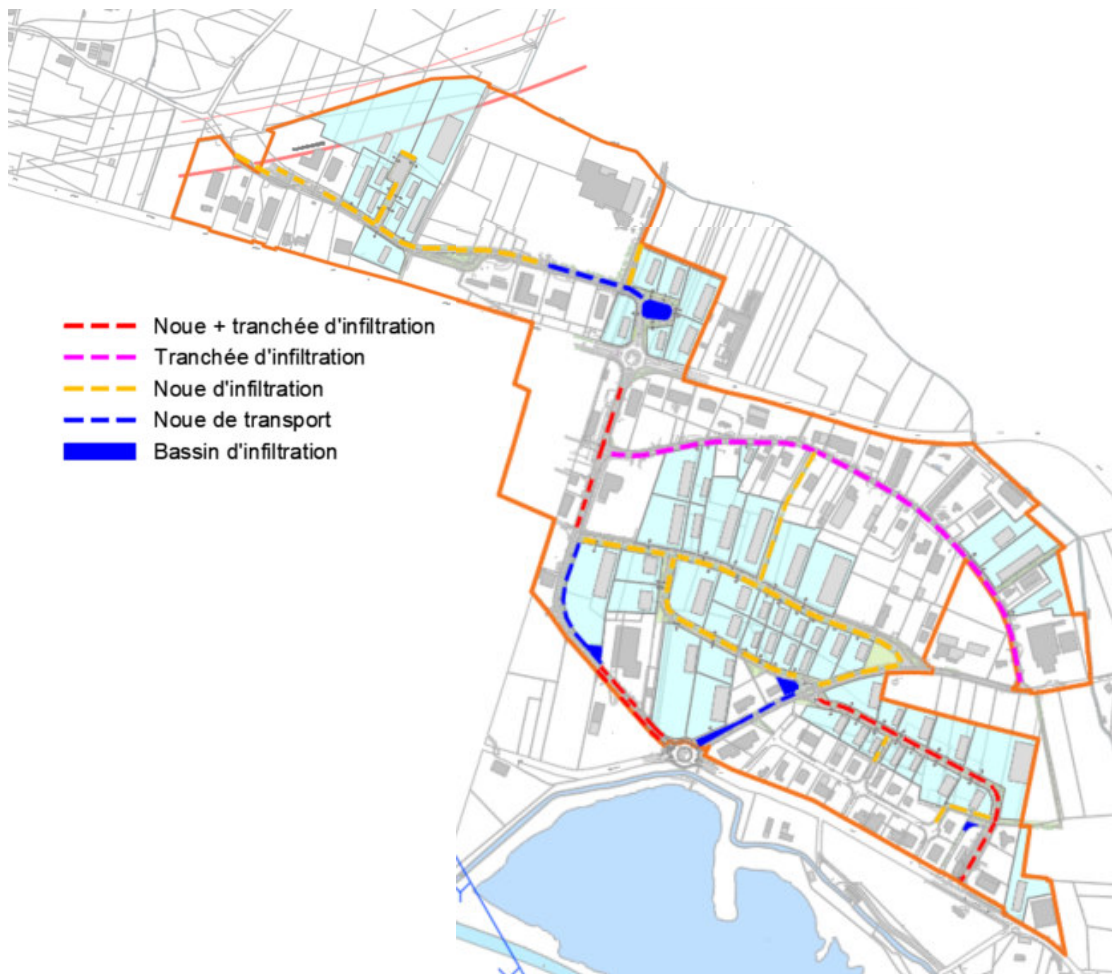 Noue + tranchée d'infiltration
Tranchée d'infiltration
Noue d'infiltration
Noue de transport
Bassin d'infiltration